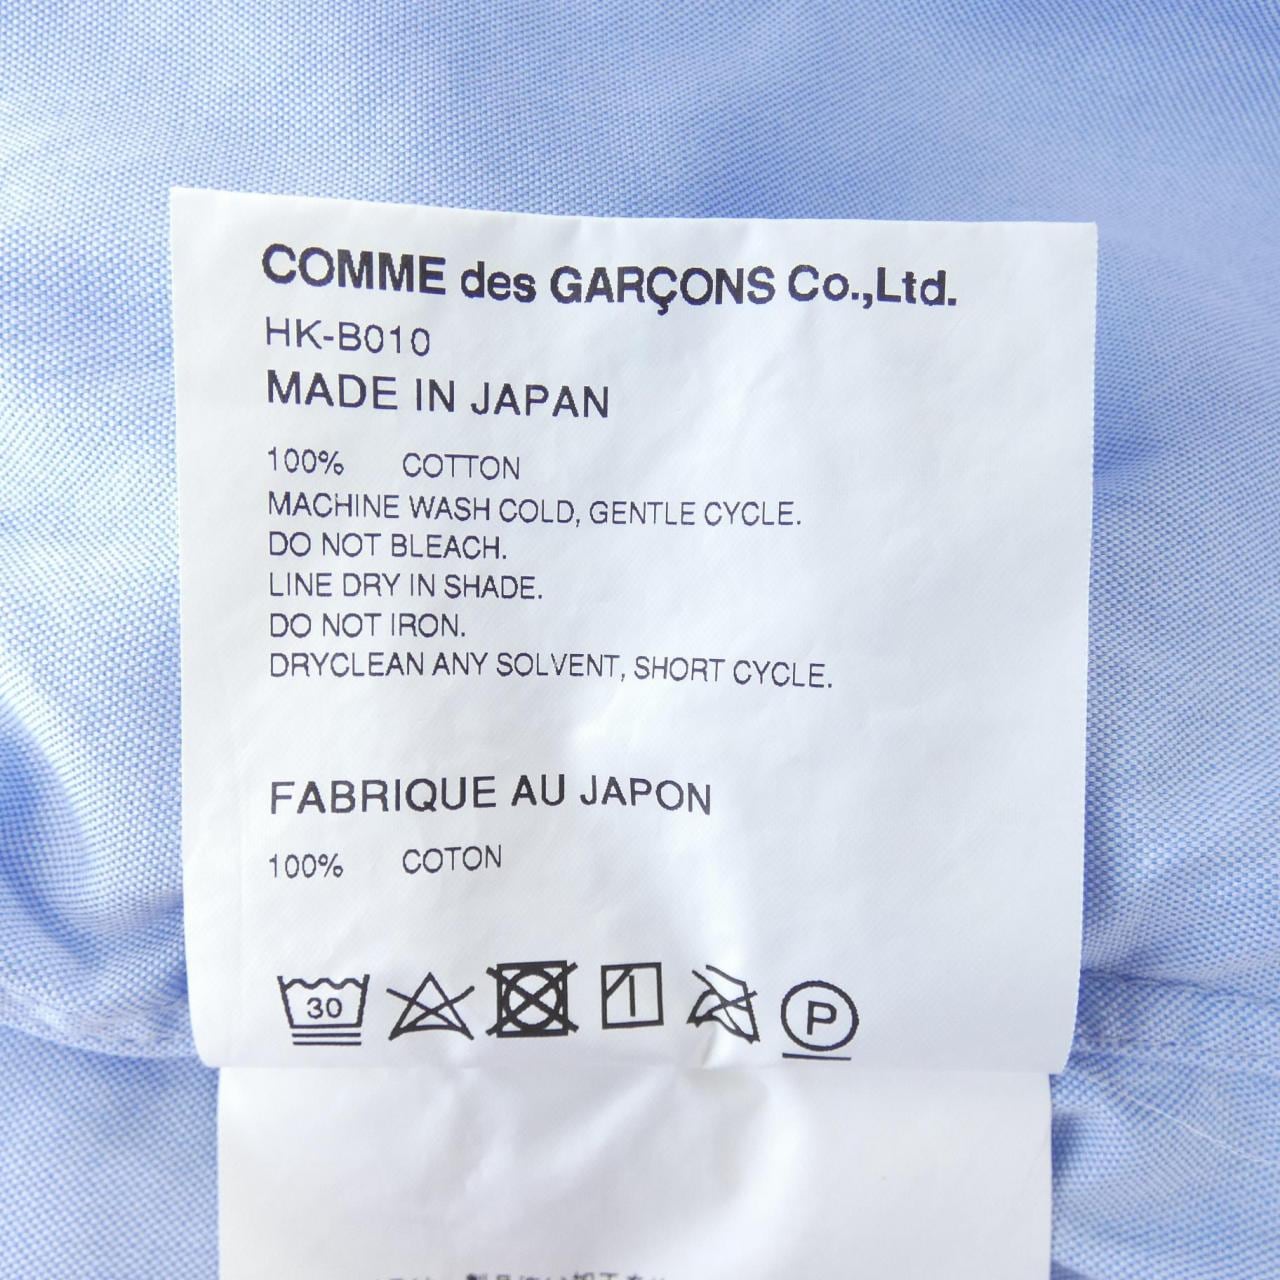 COMME des GARÇONS Co.,Ltd.
HK-B010
MADE IN JAPAN
100% COTTON
MACHINE WASH COLD, GENTLE CYCLE.
DO NOT BLEACH.
LINE DRY IN SHADE.
DO NOT IRON.
DRYCLEAN ANY SOLVENT, SHORT CYCLE.
FABRIQUE AU JAPON
100% COTON
30 P